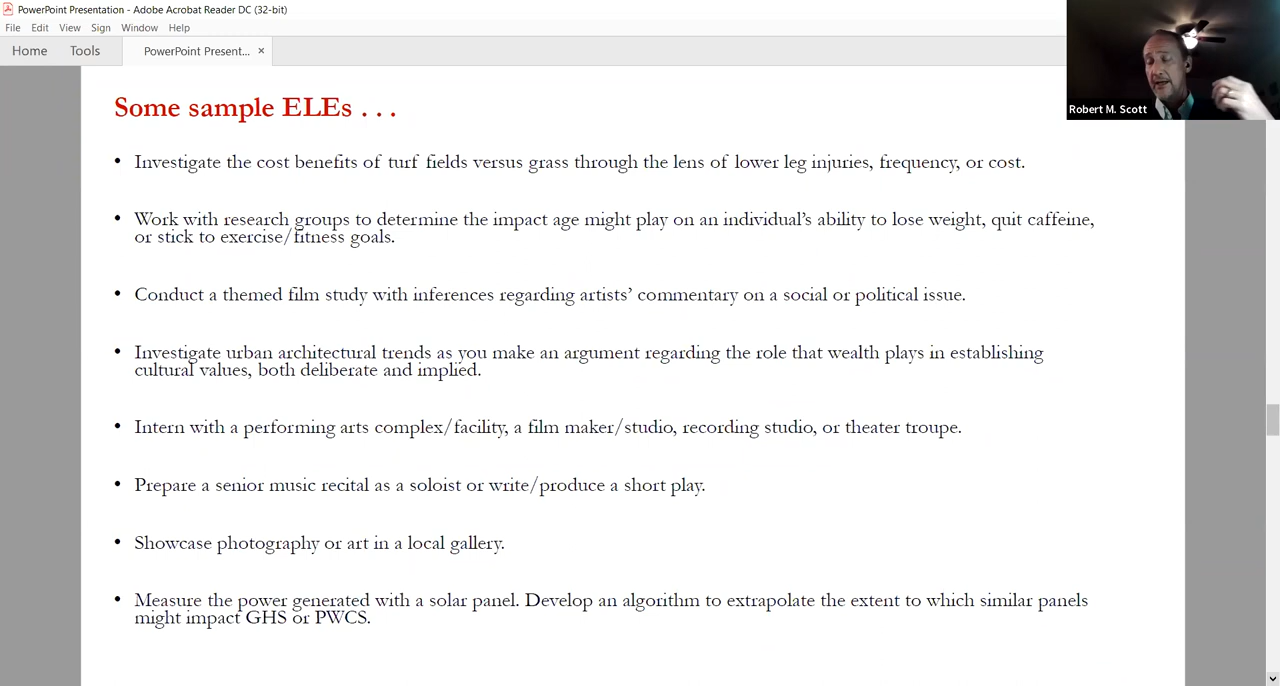 PowerPoint Presentation - Adobe Acrobat Reader DC (32-bit)
File Edit View Sign Window Help
Home Tools PowerPoint Present... ×
Robert M. Scott
Some sample ELEs . . .
• Investigate the cost benefits of turf fields versus grass through the lens of lower leg injuries, frequency, or cost.
• Work with research groups to determine the impact age might play on an individual’s ability to lose weight, quit caffeine,
or stick to exercise/fitness goals.
• Conduct a themed film study with inferences regarding artists’ commentary on a social or political issue.
• Investigate urban architectural trends as you make an argument regarding the role that wealth plays in establishing
cultural values, both deliberate and implied.
• Intern with a performing arts complex/facility, a film maker/studio, recording studio, or theater troupe.
• Prepare a senior music recital as a soloist or write/produce a short play.
• Showcase photography or art in a local gallery.
• Measure the power generated with a solar panel. Develop an algorithm to extrapolate the extent to which similar panels
might impact GHS or PWCS.